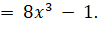 = 8x³ − 1.